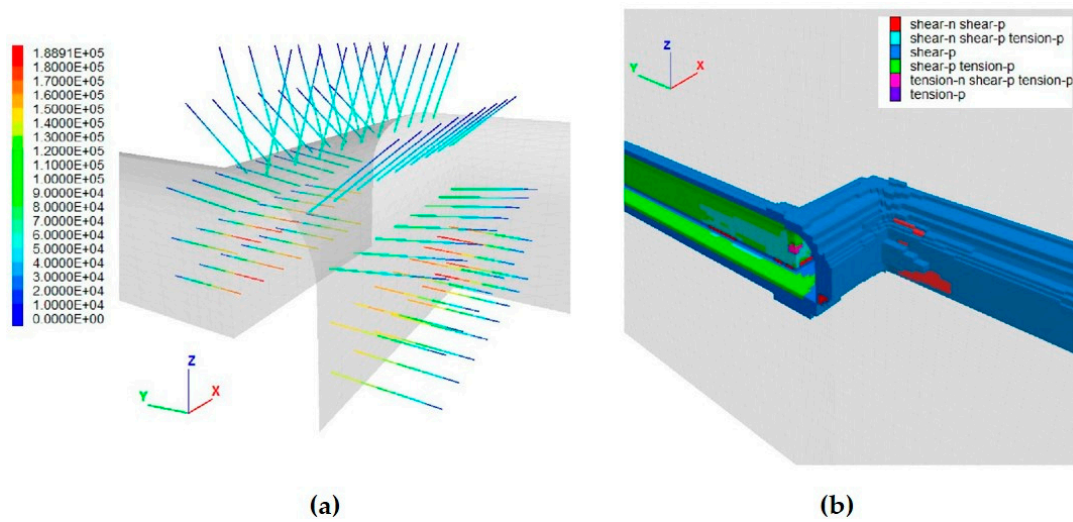 1.8891E+05
1.8000E+05
1.7000E+05
1.6000E+05
1.5000E+05
1.4000E+05
1.3000E+05
1.2000E+05
1.1000E+05
1.0000E+05
9.0000E+04
8.0000E+04
7.0000E+04
6.0000E+04
5.0000E+04
4.0000E+04
3.0000E+04
2.0000E+04
1.0000E+04
0.0000E+00
Z
Y
X
(a)
shear-n shear-p
shear-n shear-p tension-p
shear-p
shear-p tension-p
tension-n shear-p tension-p
tension-p
Z
Y
X
(b)